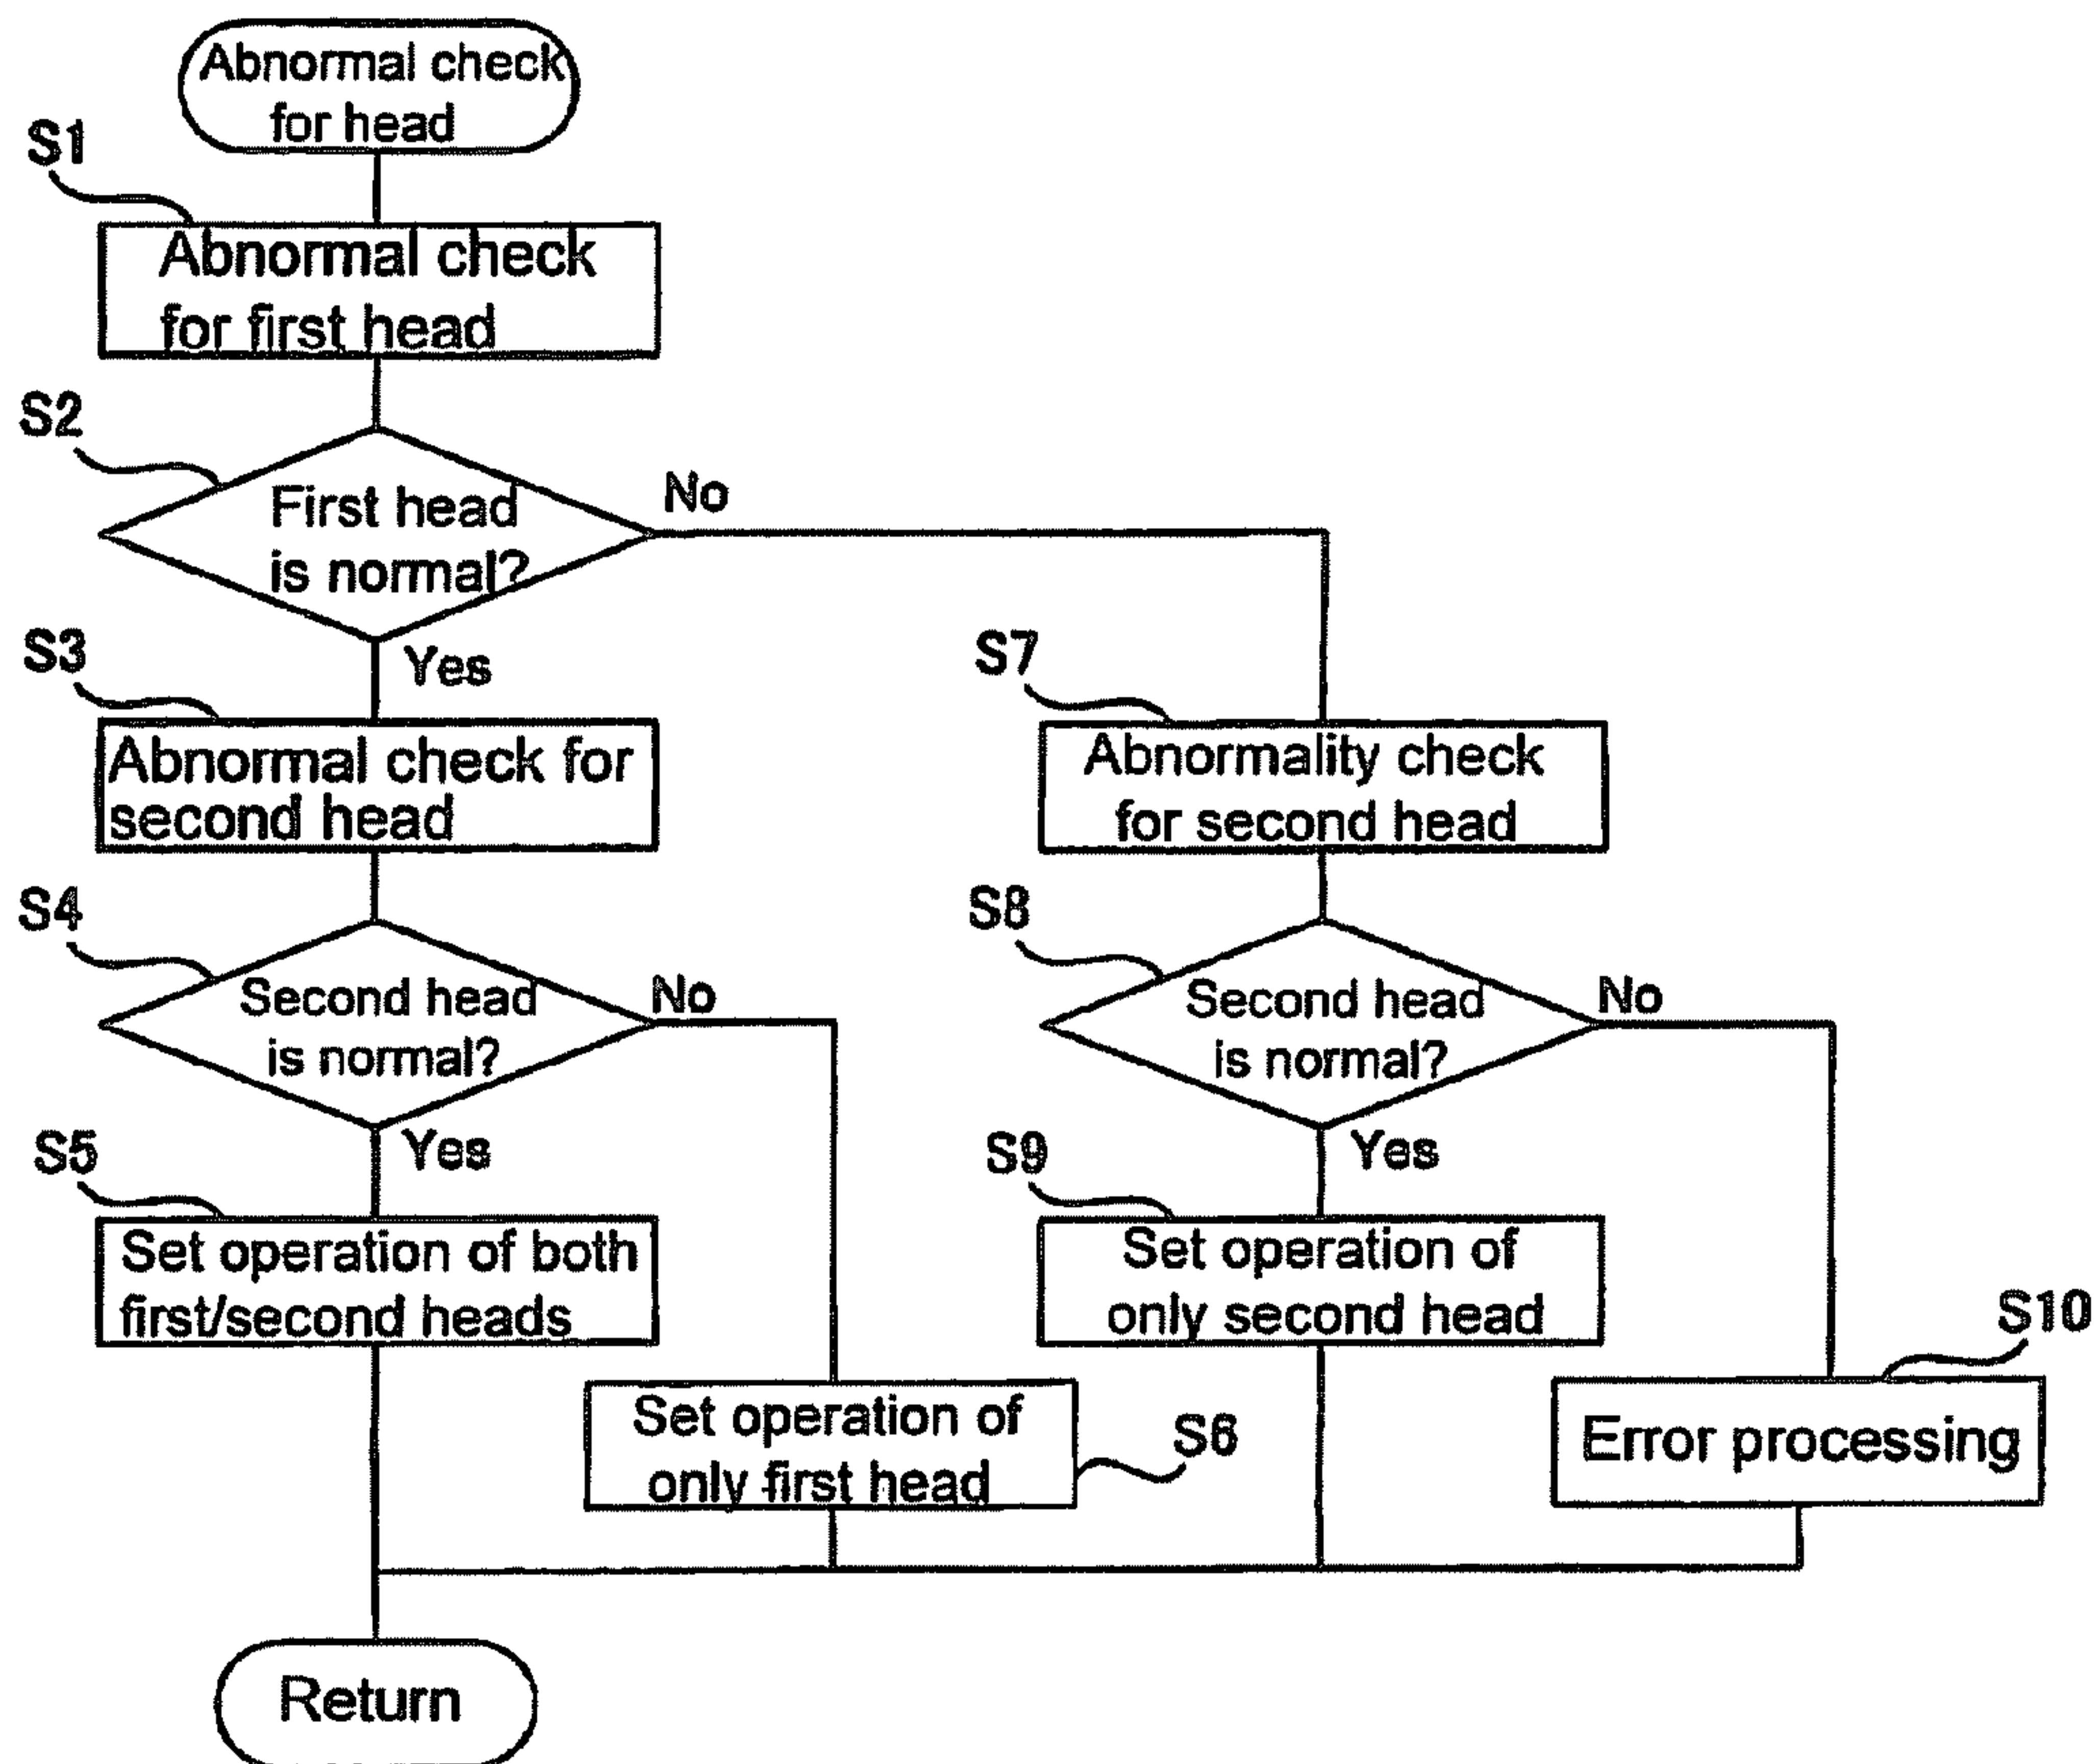 Abnormal check
for head
S1
Abnormal check
for first head
S2
First head
is normal?
No
Yes
S3
Abnormal check for
second head
S4
Second head
is normal?
No
Yes
S5
Set operation of both
first/second heads
Set operation of
only first head
S6
S7
Abnormality check
for second head
S8
Second head
is normal?
No
Yes
S9
Set operation of
only second head
S10
Error processing
Return